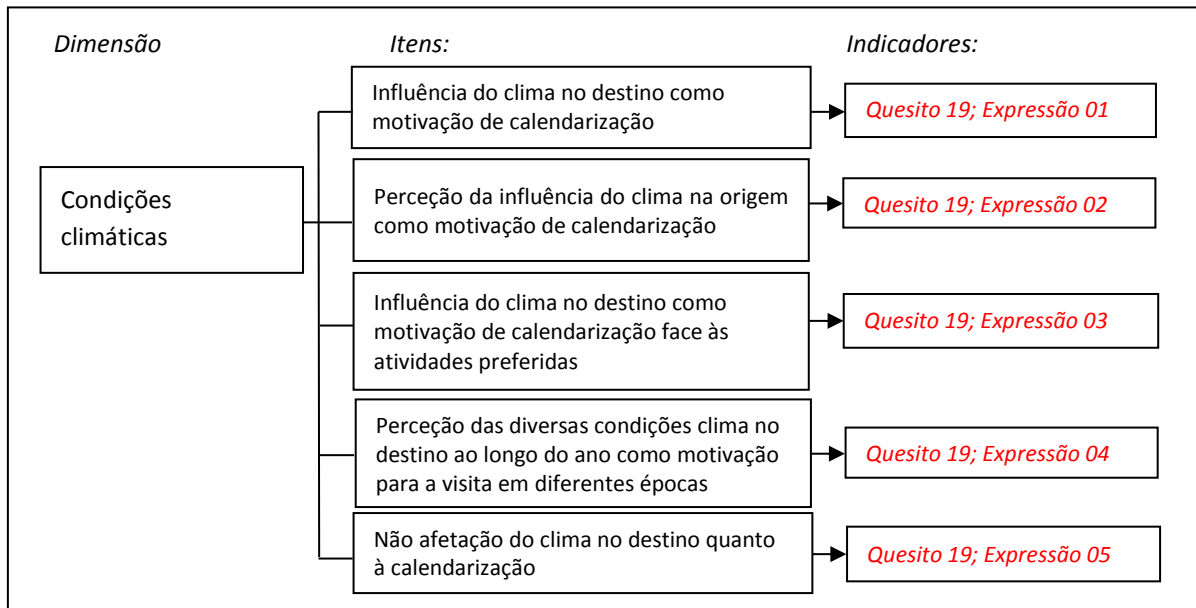 Dimensão Itens: Indicadores:
Condições
climáticas
Influência do clima no destino como
motivação de calendarização
Quesito 19; Expressão 01
Perceção da influência do clima na origem
como motivação de calendarização
Quesito 19; Expressão 02
Influência do clima no destino como
motivação de calendarização face às
atividades preferidas
Quesito 19; Expressão 03
Perceção das diversas condições clima no
destino ao longo do ano como motivação
para a visita em diferentes épocas
Quesito 19; Expressão 04
Não afetação do clima no destino quanto
à calendarização
Quesito 19; Expressão 05